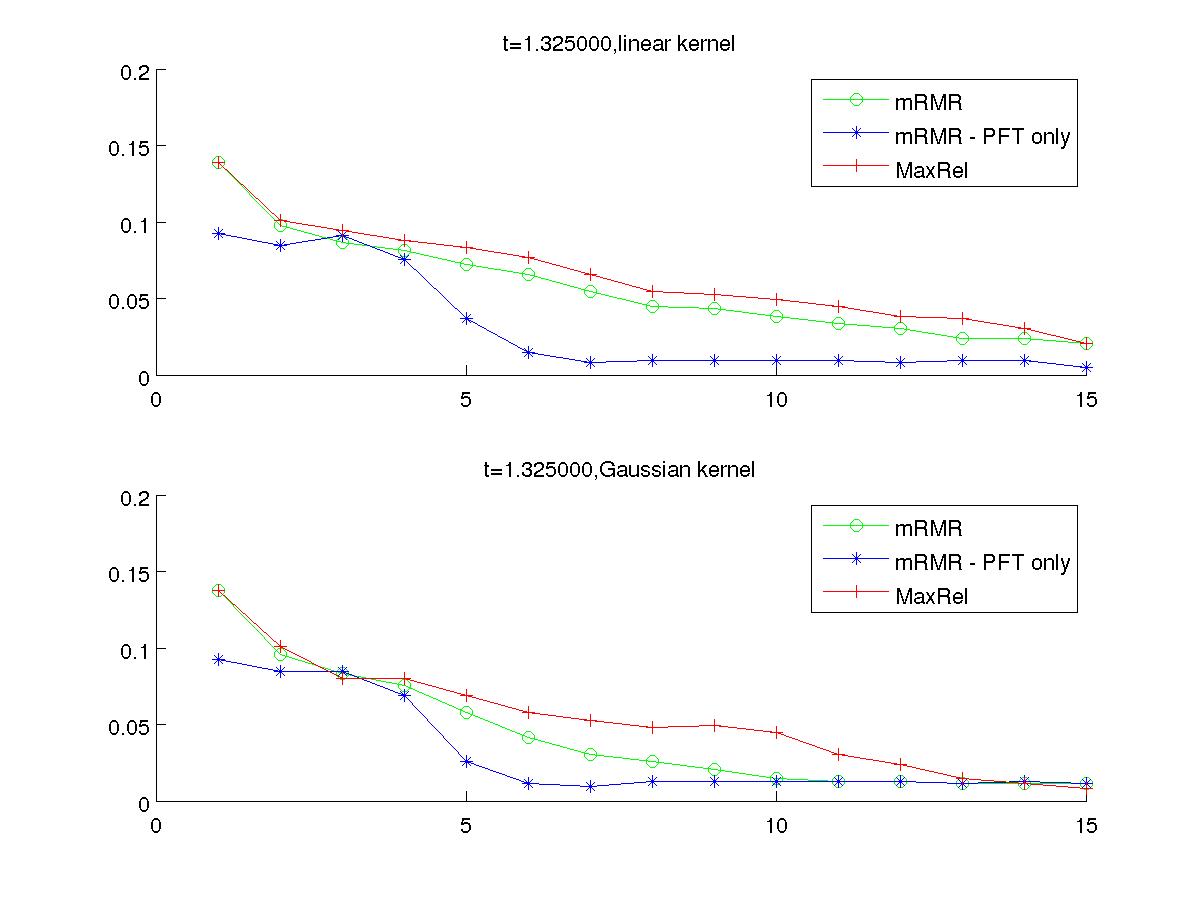 t=1.325000,linear kernel
0.2
0.15
0.1
0.05
0
0 5 10 15
mRMR
mRMR - PFT only
MaxRel
t=1.325000,Gaussian kernel
0.2
0.15
0.1
0.05
0
0 5 10 15
mRMR
mRMR - PFT only
MaxRel